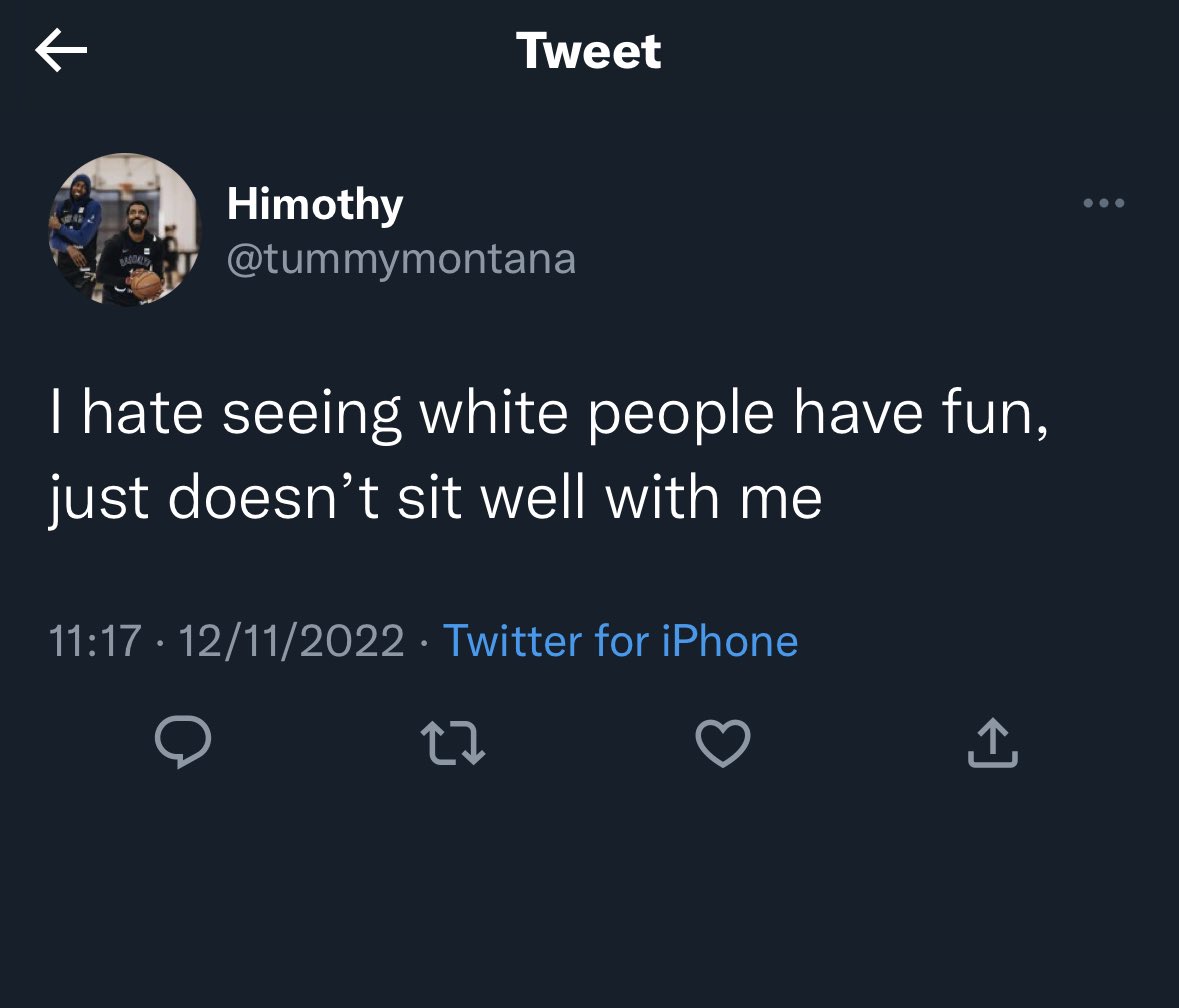 Tweet
Himothy
@tummymontana
I hate seeing white people have fun,
just doesn’t sit well with me
11:17 · 12/11/2022 · Twitter for iPhone